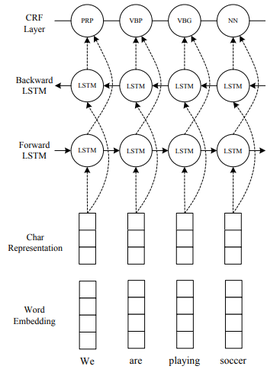 CRF
Layer
PRP VBP VBG NN
Backward
LSTM
LSTM LSTM LSTM LSTM
Forward
LSTM
LSTM LSTM LSTM LSTM
Char
Representation
Word
Embedding
We are playing soccer